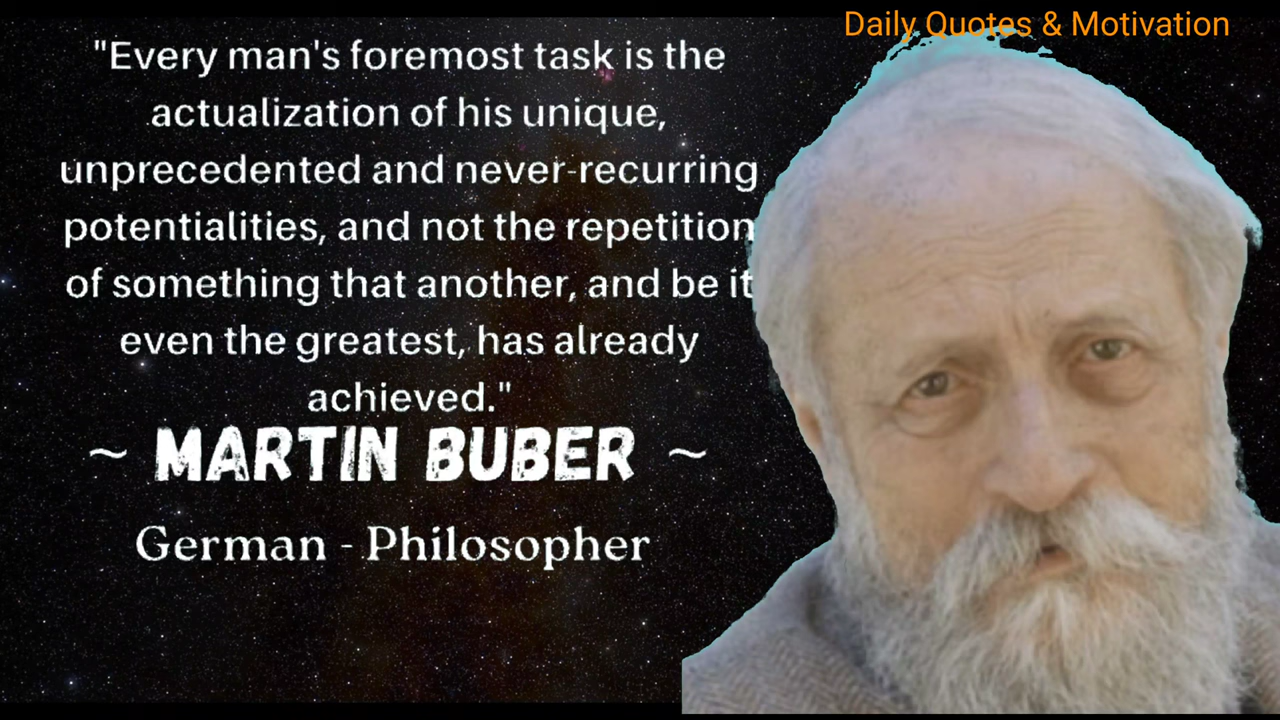 Daily Quotes & Motivation
"Every man's foremost task is the
actualization of his unique,
unprecedented and never-recurring
potentialities, and not the repetition
of something that another, and be it
even the greatest, has already
achieved."
~ MARTIN BUBER ~
German - Philosopher